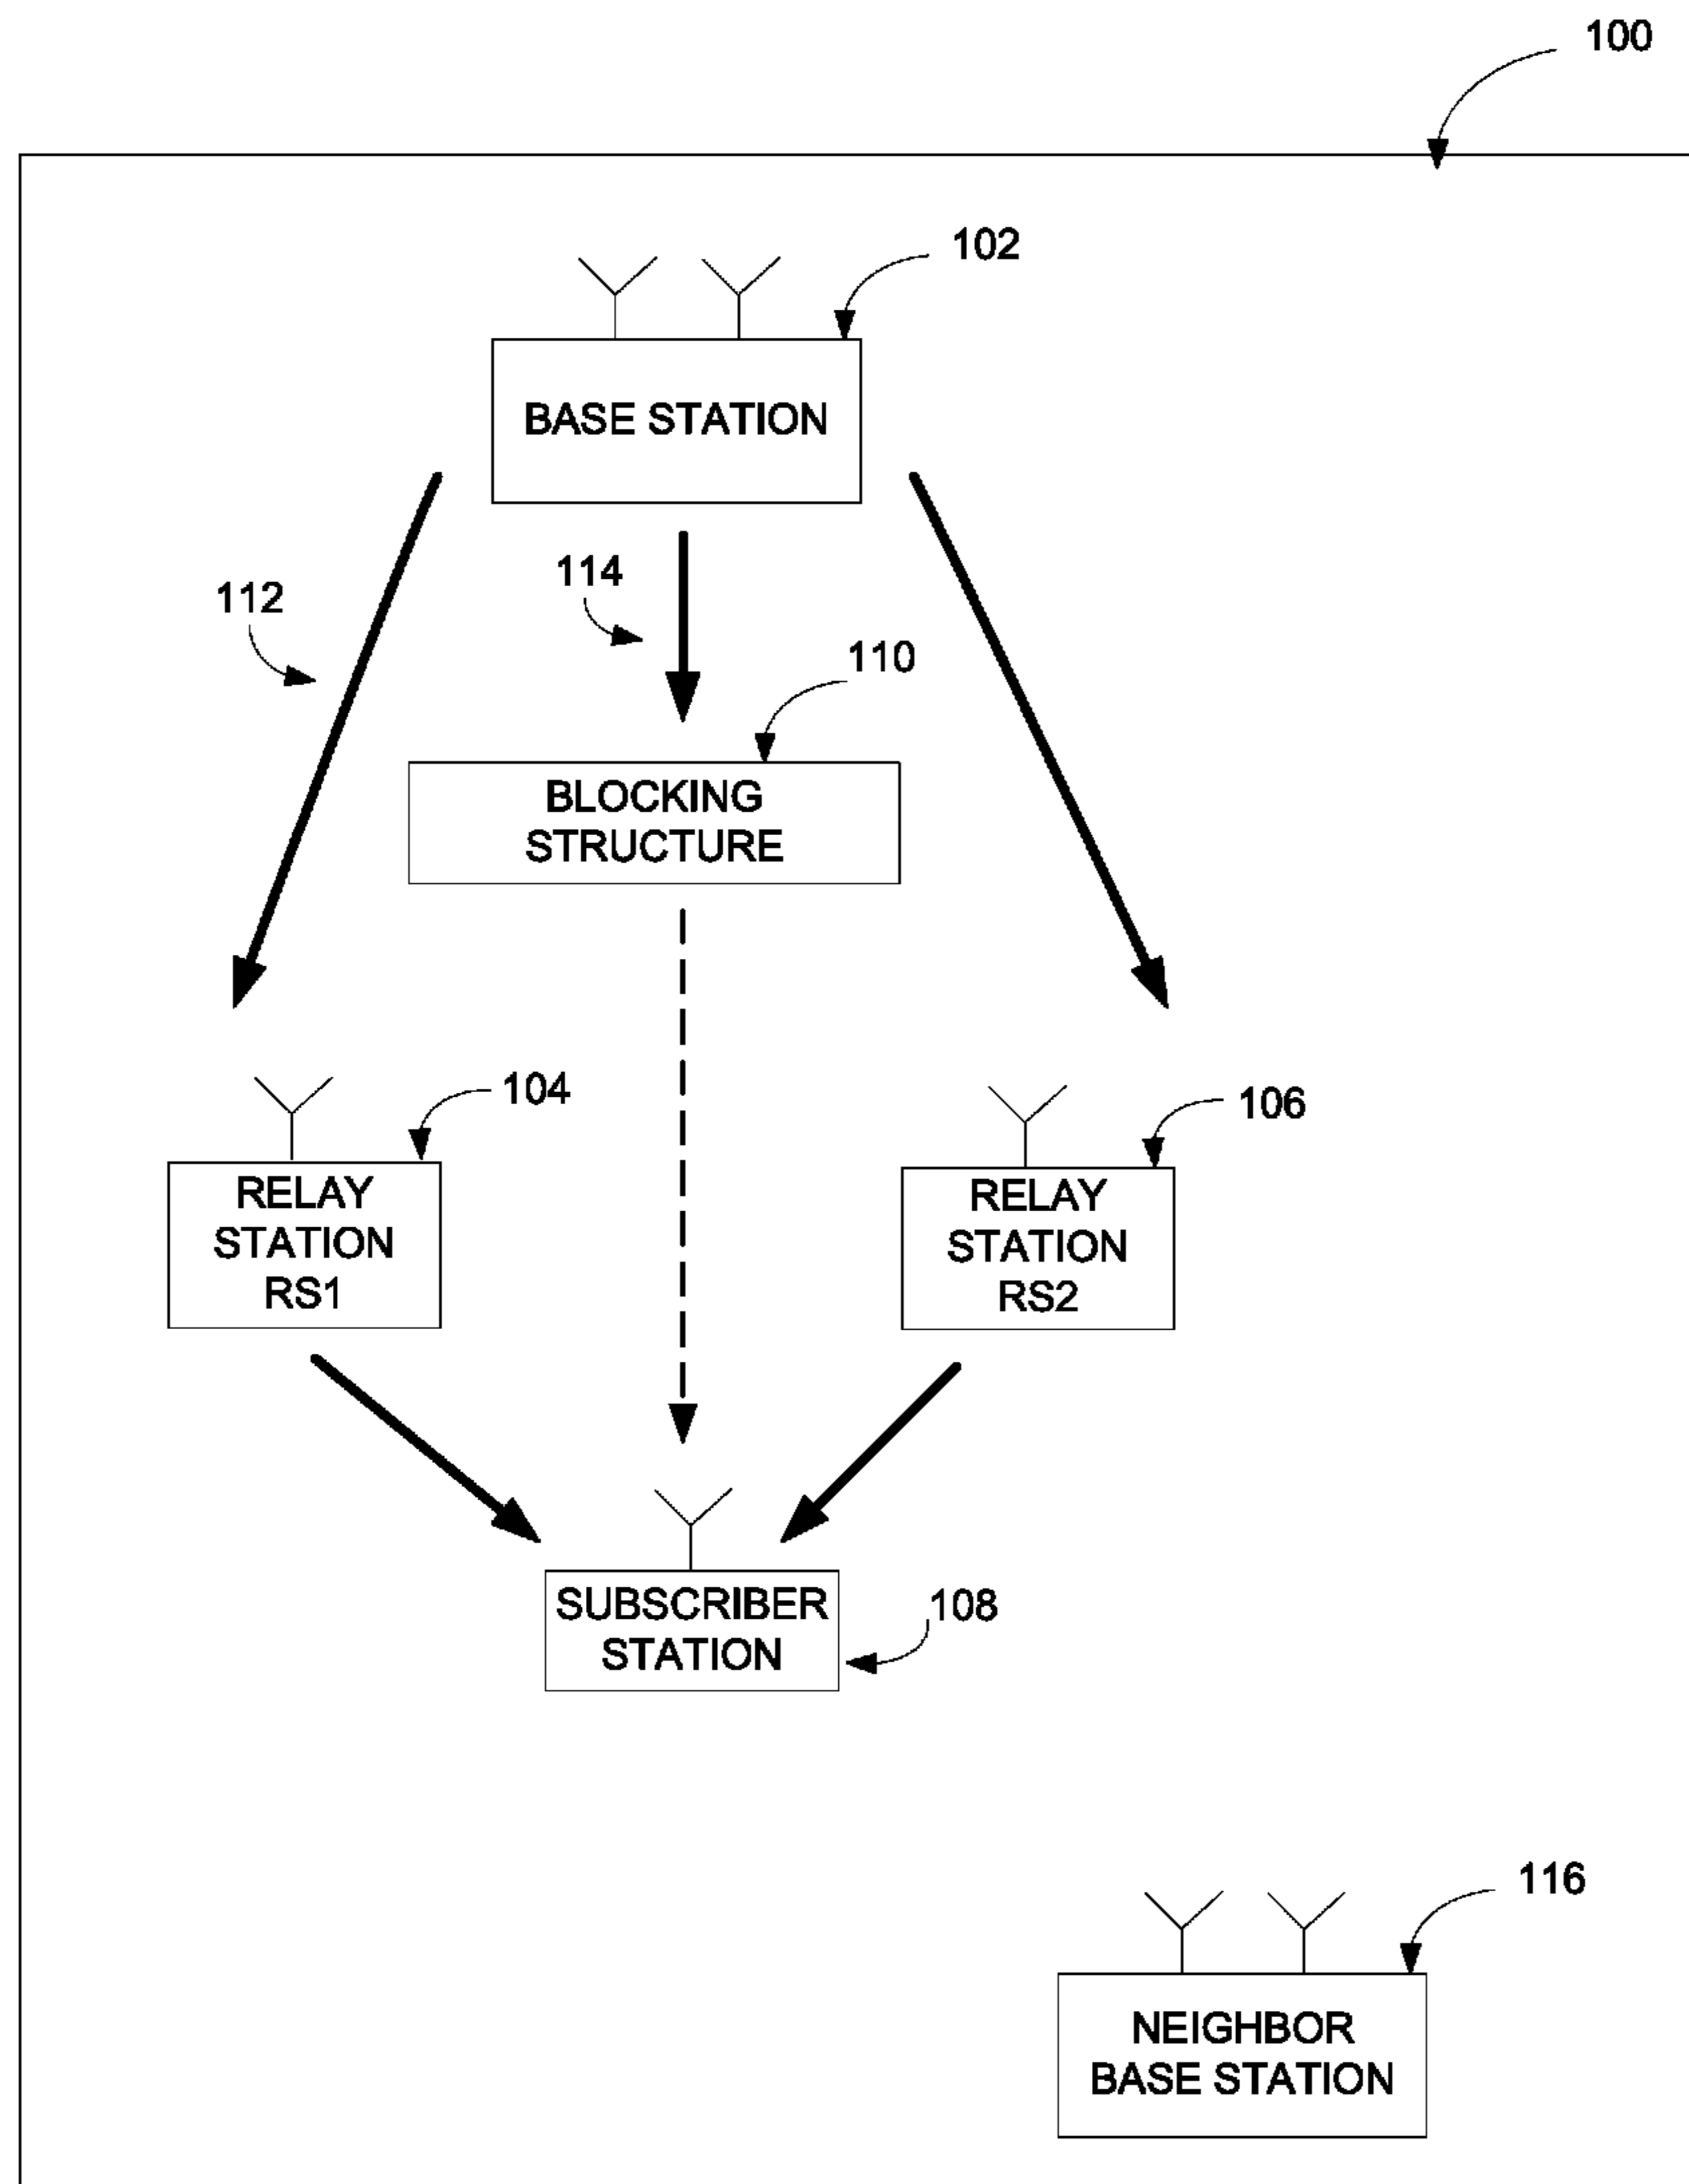 100
102
BASE STATION
114
112
110
BLOCKING
STRUCTURE
104
106
RELAY
STATION
RS1
RELAY
STATION
RS2
SUBSCRIBER
STATION
108
116
NEIGHBOR
BASE STATION